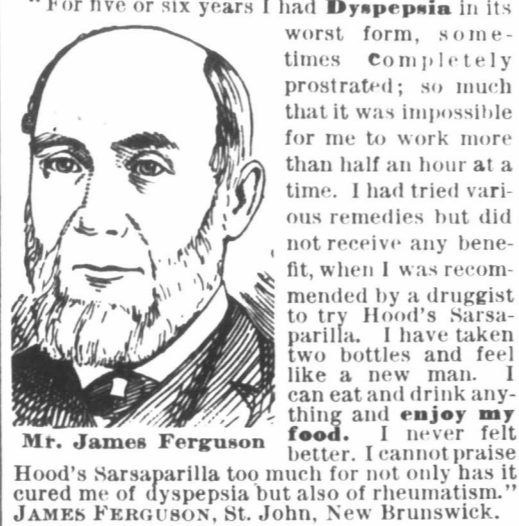 "For five or six years I had Dyspepsia in its
worst form, some-
times completely
prostrated; so much
that it was impossible
for me to work more
than half an hour at a
time. I had tried vari-
ous remedies but did
not receive any bene-
fit, when I was recom-
mended by a druggist
to try Hood's Sarsa-
parilla. I have taken
two bottles and feel
like a new man. I
can eat and drink any-
thing and enjoy my
food. I never felt
better. I cannot praise
Mr. James Ferguson
Hood's Sarsaparilla too much for not only has it
cured me of dyspepsia but also of rheumatism."
JAMES FERGUSON, St. John, New Brunswick.